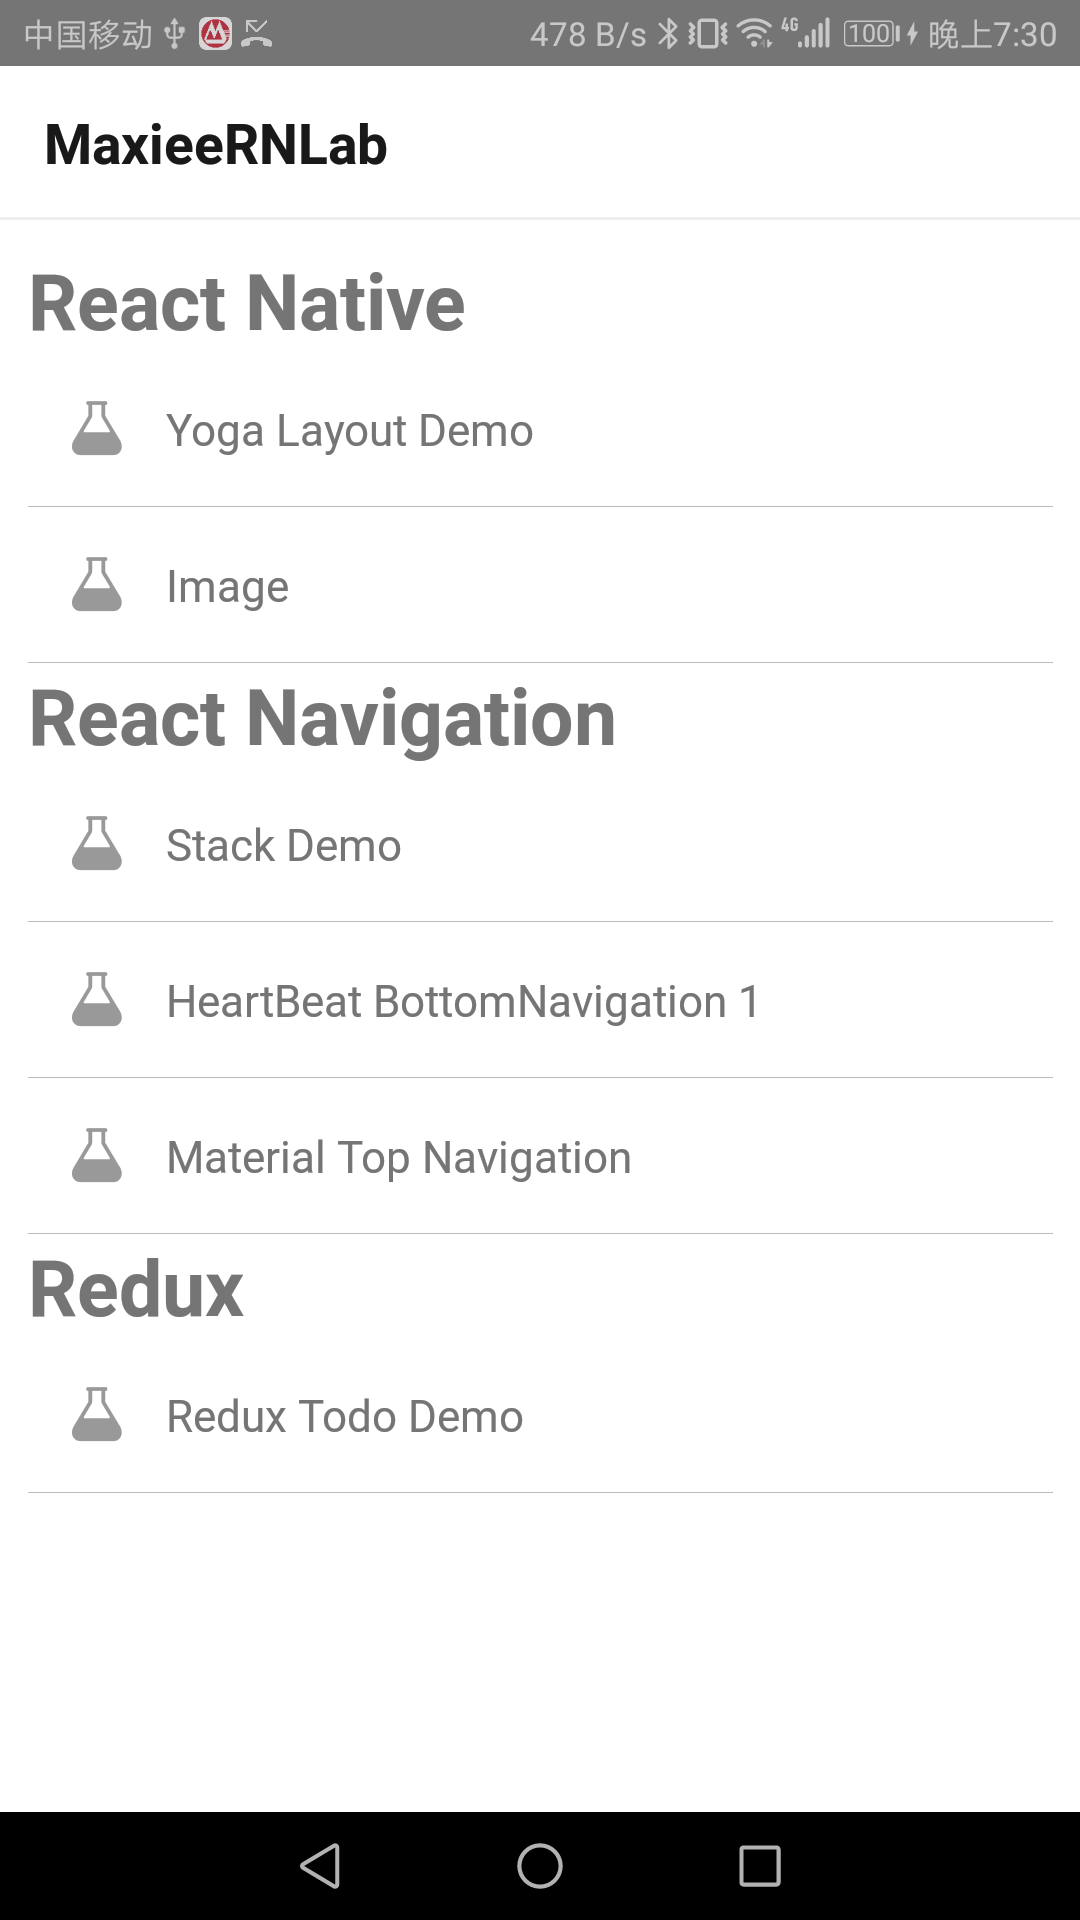 中国移动 478 B/s 4G 100 晚上7:30
MaxieeRNLab
React Native
Yoga Layout Demo
Image
React Navigation
Stack Demo
HeartBeat BottomNavigation 1
Material Top Navigation
Redux
Redux Todo Demo